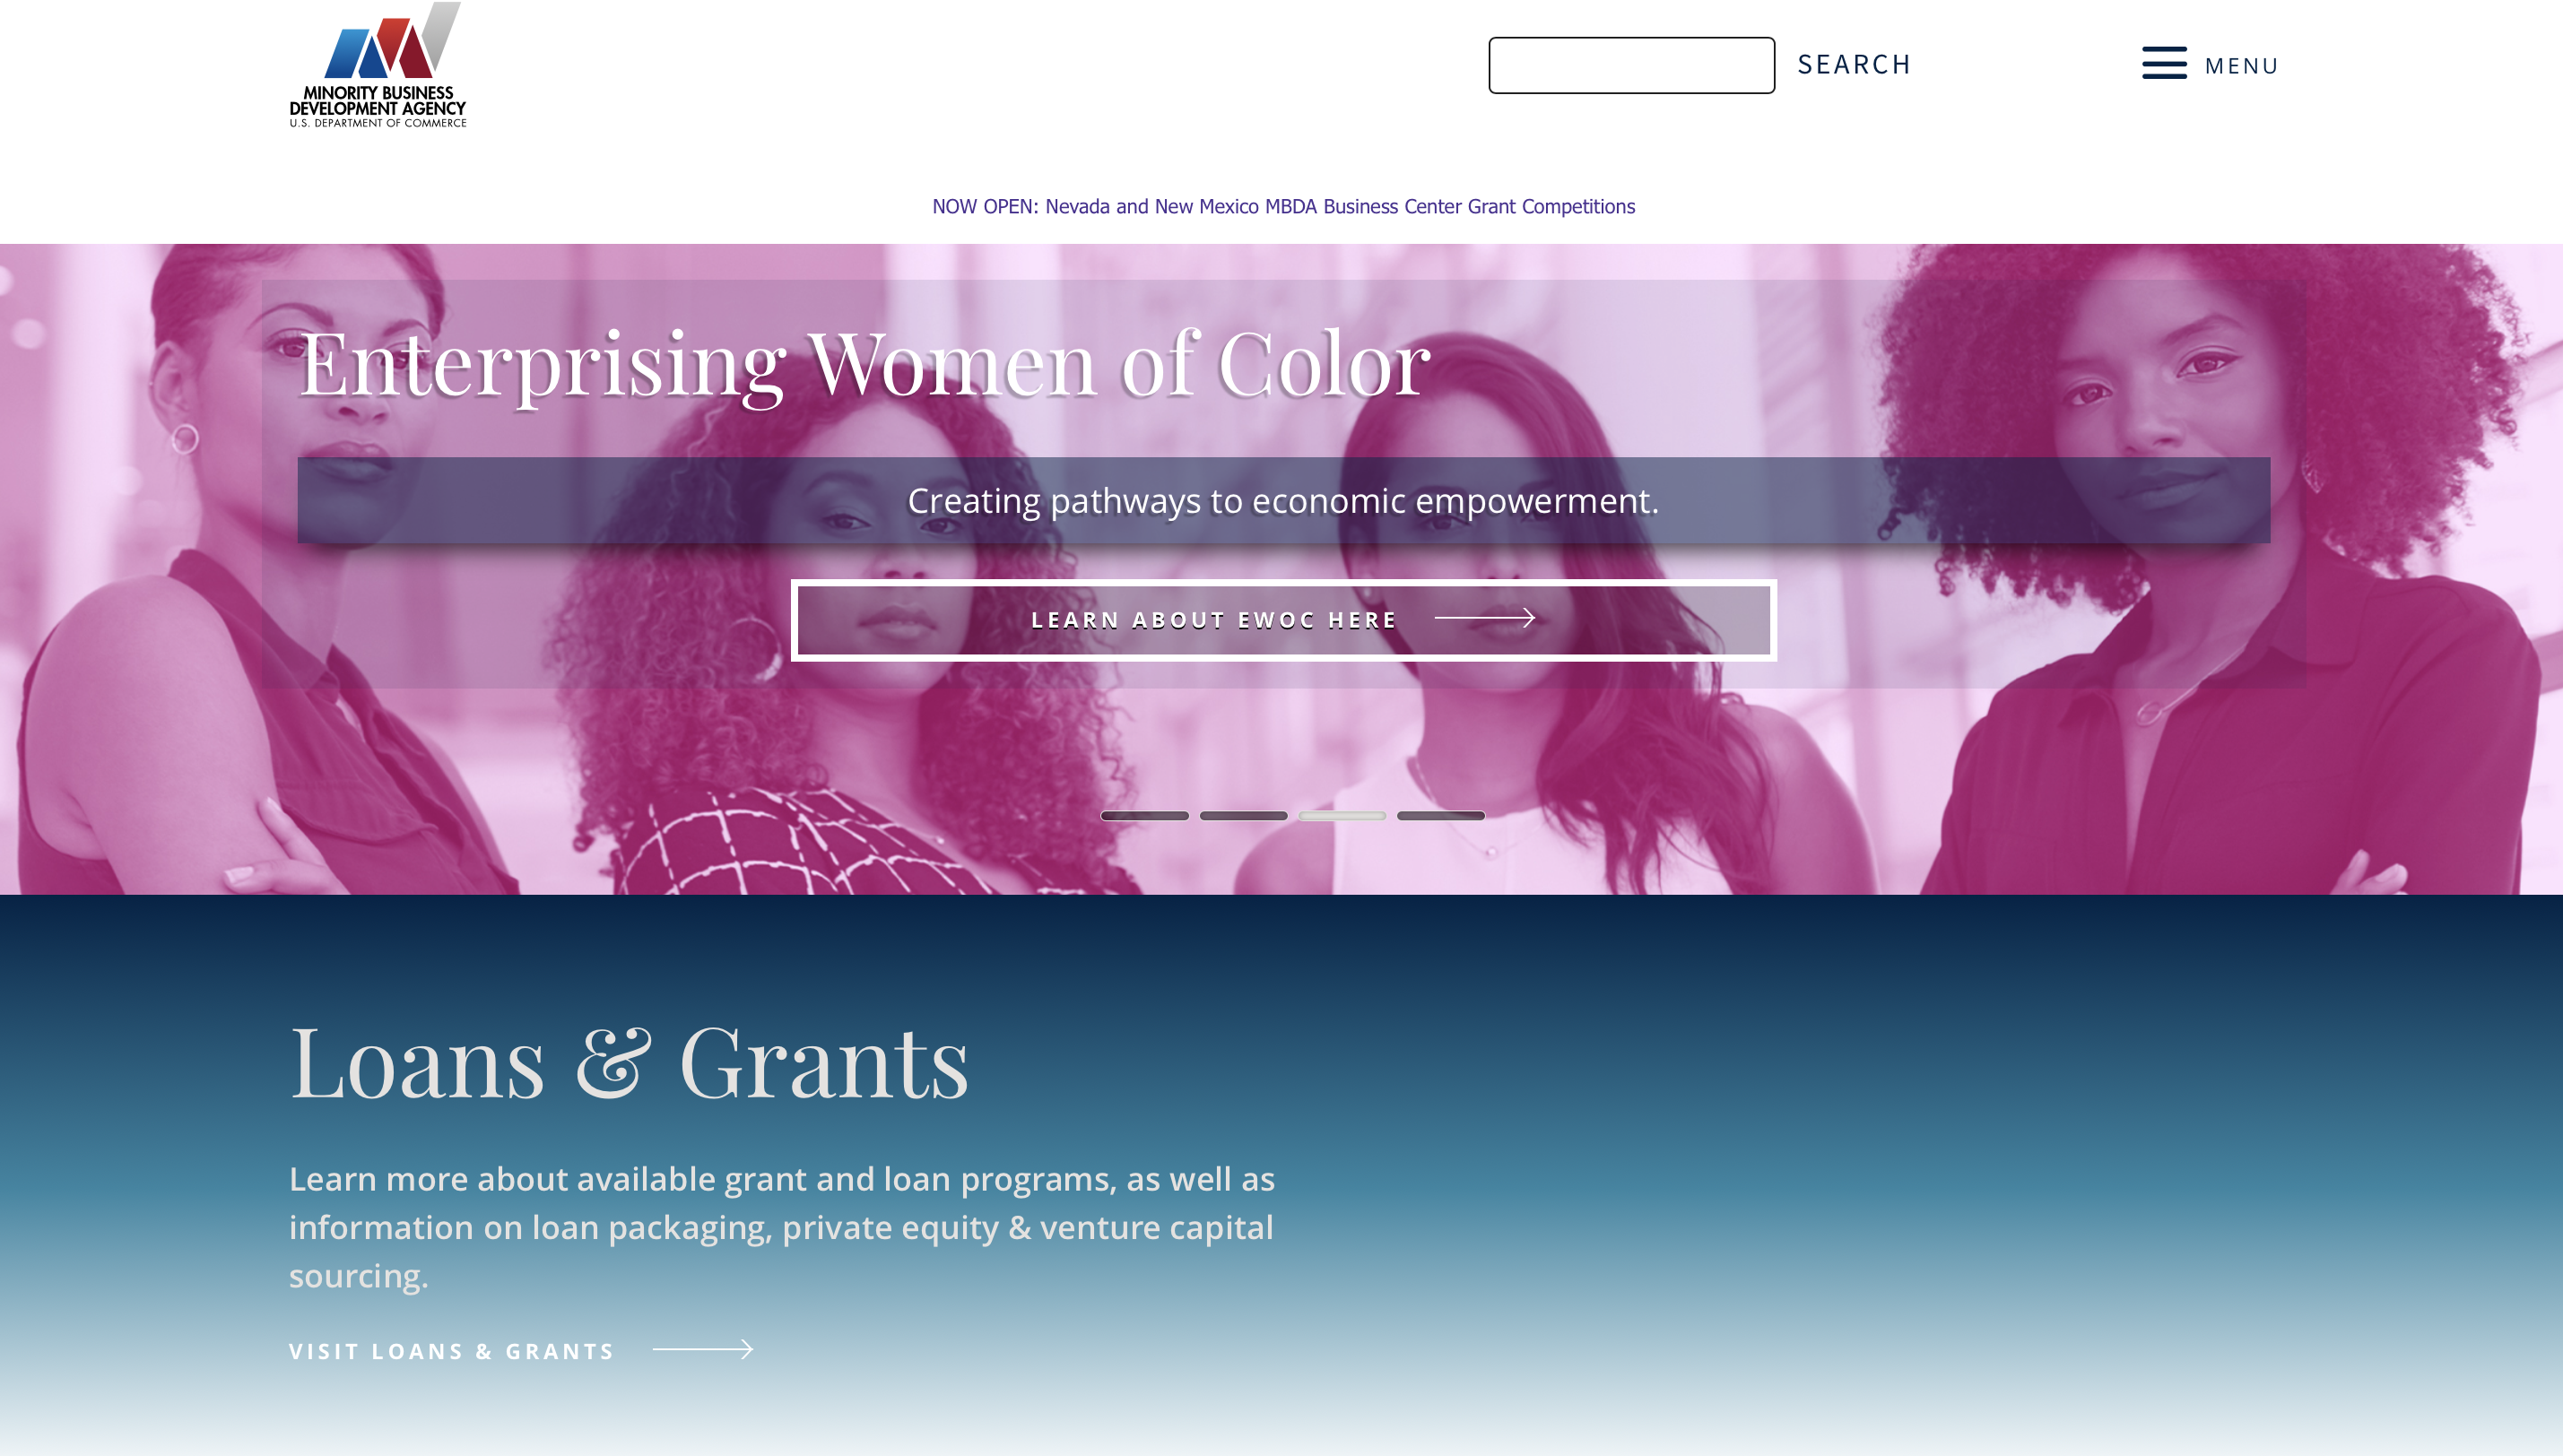 MINORITY BUSINESS
DEVELOPMENT AGENCY
U.S. DEPARTMENT OF COMMERCE
SEARCH
MENU
NOW OPEN: Nevada and New Mexico MBDA Business Center Grant Competitions
Enterprising Women of Color
Creating pathways to economic empowerment.
LEARN ABOUT EWOC HERE
Loans & Grants
Learn more about available grant and loan programs, as well as
information on loan packaging, private equity & venture capital
sourcing.
VISIT LOANS & GRANTS